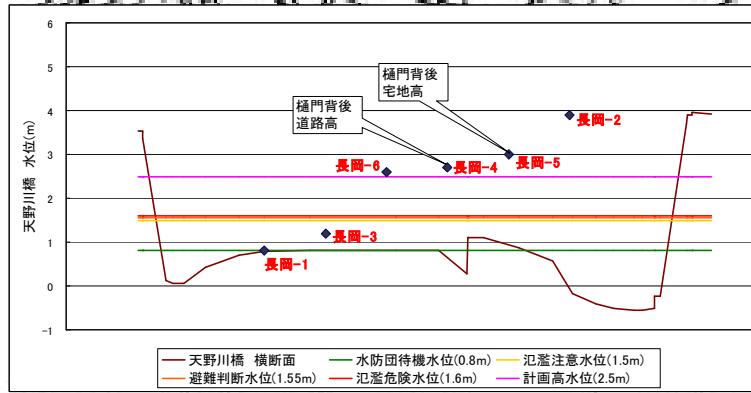 6
5
4
3
2
1
0
-1
天野川橋 水位(m)
樋門背後
宅地高
樋門背後
道路高
長岡-2
長岡-5
長岡-4
長岡-6
長岡-3
長岡-1
天野川橋 横断面
水防団待機水位(0.8m)
氾濫注意水位(1.5m)
避難判断水位(1.55m)
氾濫危険水位(1.6m)
計画高水位(2.5m)